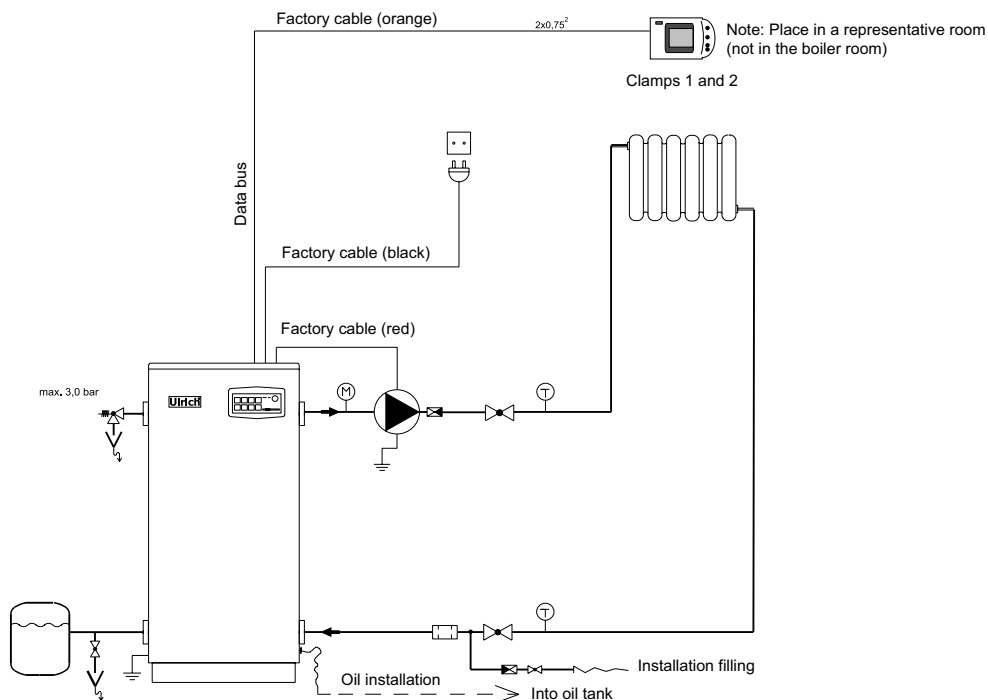 Factory cable (orange)
2x0,75²
Note: Place in a representative room
(not in the boiler room)
Clamps 1 and 2
Data bus
Factory cable (black)
Factory cable (red)
max. 3,0 bar
Ulrich
M
T
T
Installation filling
Oil installation
Into oil tank